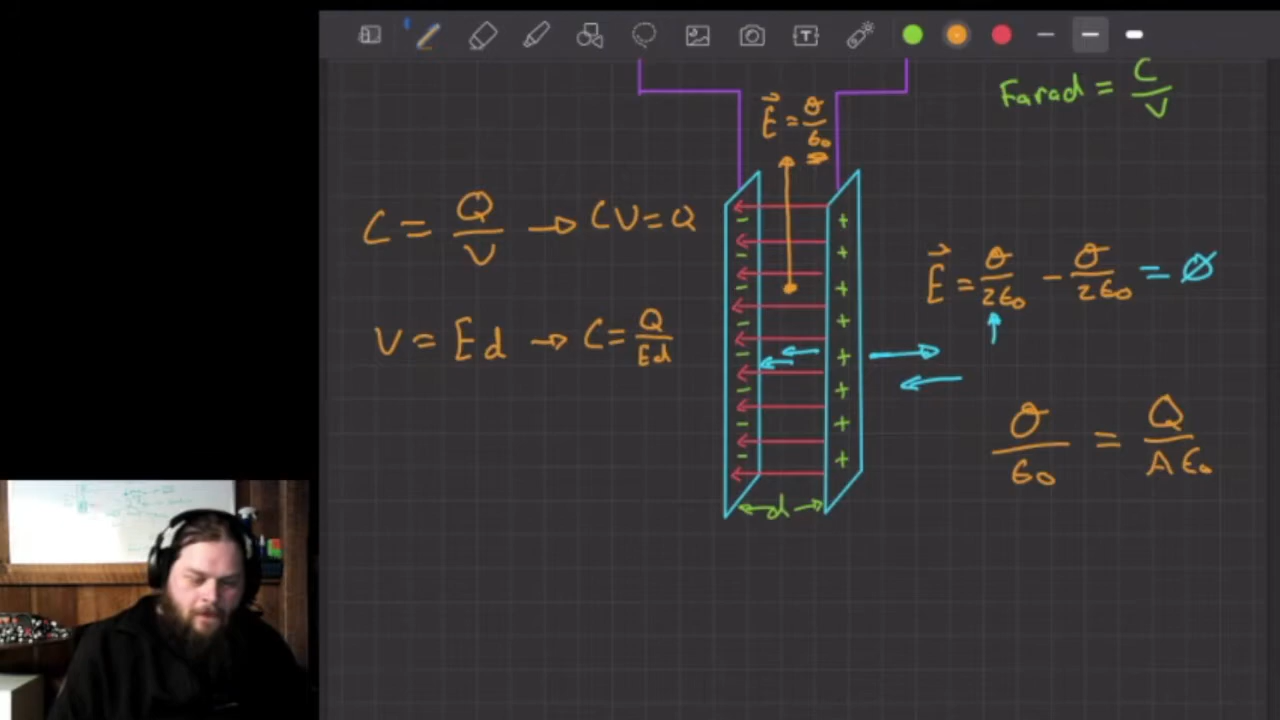 Farad = C/V
E⃗ = σ/ϵ₀
C = Q/V → CV = Q
E⃗ = σ/2ϵ₀ - σ/2ϵ₀ = ∅
V = Ed → C = Q/Ed
σ/ϵ₀ = Q/Aϵ₀
- +
- +
- +
- +
- +
- +
- +
- +
d